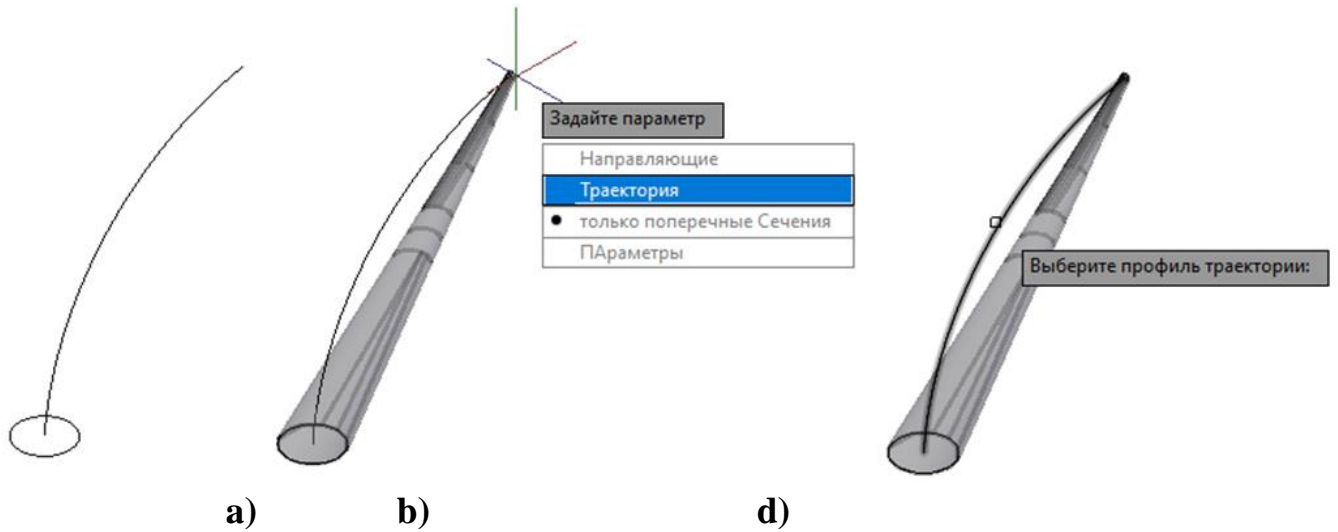 Задайте параметр
Направляющие
Траектория
только поперечные Сечения
ПАраметры
Выберите профиль траектории:
a) b) d)